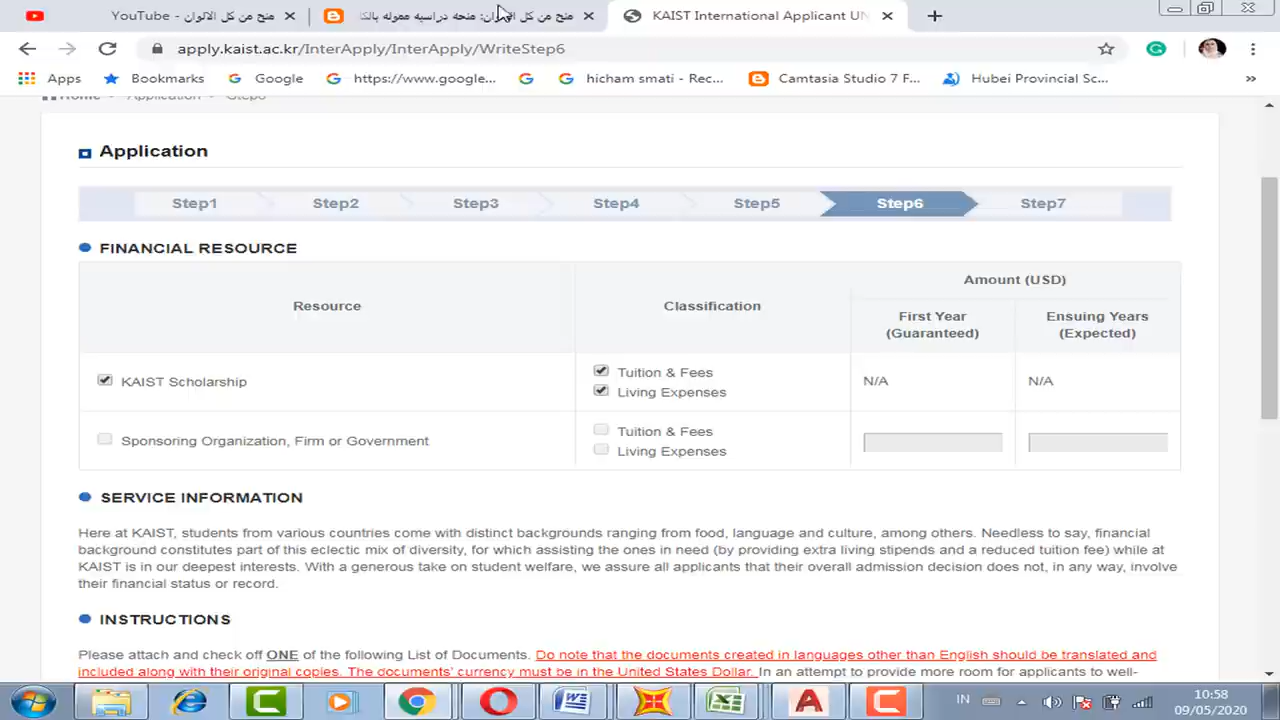 منح من كل الالوان - YouTube
منح من كل الالوان: منحه دراسيه مموله بالكا
KAIST International Applicant UN
apply.kaist.ac.kr/InterApply/InterApply/WriteStep6
Apps
Bookmarks
Google
https://www.google...
hicham smati - Rec...
Camtasia Studio 7 F...
Hubei Provincial Sc...
»
Application
Step1
Step2
Step3
Step4
Step5
Step6
Step7
FINANCIAL RESOURCE
Resource
Classification
Amount (USD)
First Year
(Guaranteed)
Ensuing Years
(Expected)
KAIST Scholarship
Tuition & Fees
Living Expenses
N/A
N/A
Sponsoring Organization, Firm or Government
Tuition & Fees
Living Expenses
SERVICE INFORMATION
Here at KAIST, students from various countries come with distinct backgrounds ranging from food, language and culture, among others. Needless to say, financial
background constitutes part of this eclectic mix of diversity, for which assisting the ones in need (by providing extra living stipends and a reduced tuition fee) while at
KAIST is in our deepest interests. With a generous take on student welfare, we assure all applicants that their overall admission decision does not, in any way, involve
their financial status or record.
INSTRUCTIONS
Please attach and check off ONE of the following List of Documents. Do note that the documents created in languages other than English should be translated and
included along with their original copies. The documents' currency must be in the United States Dollar. In an attempt to provide more room for applicants to well-
IN
10:58
09/05/2020